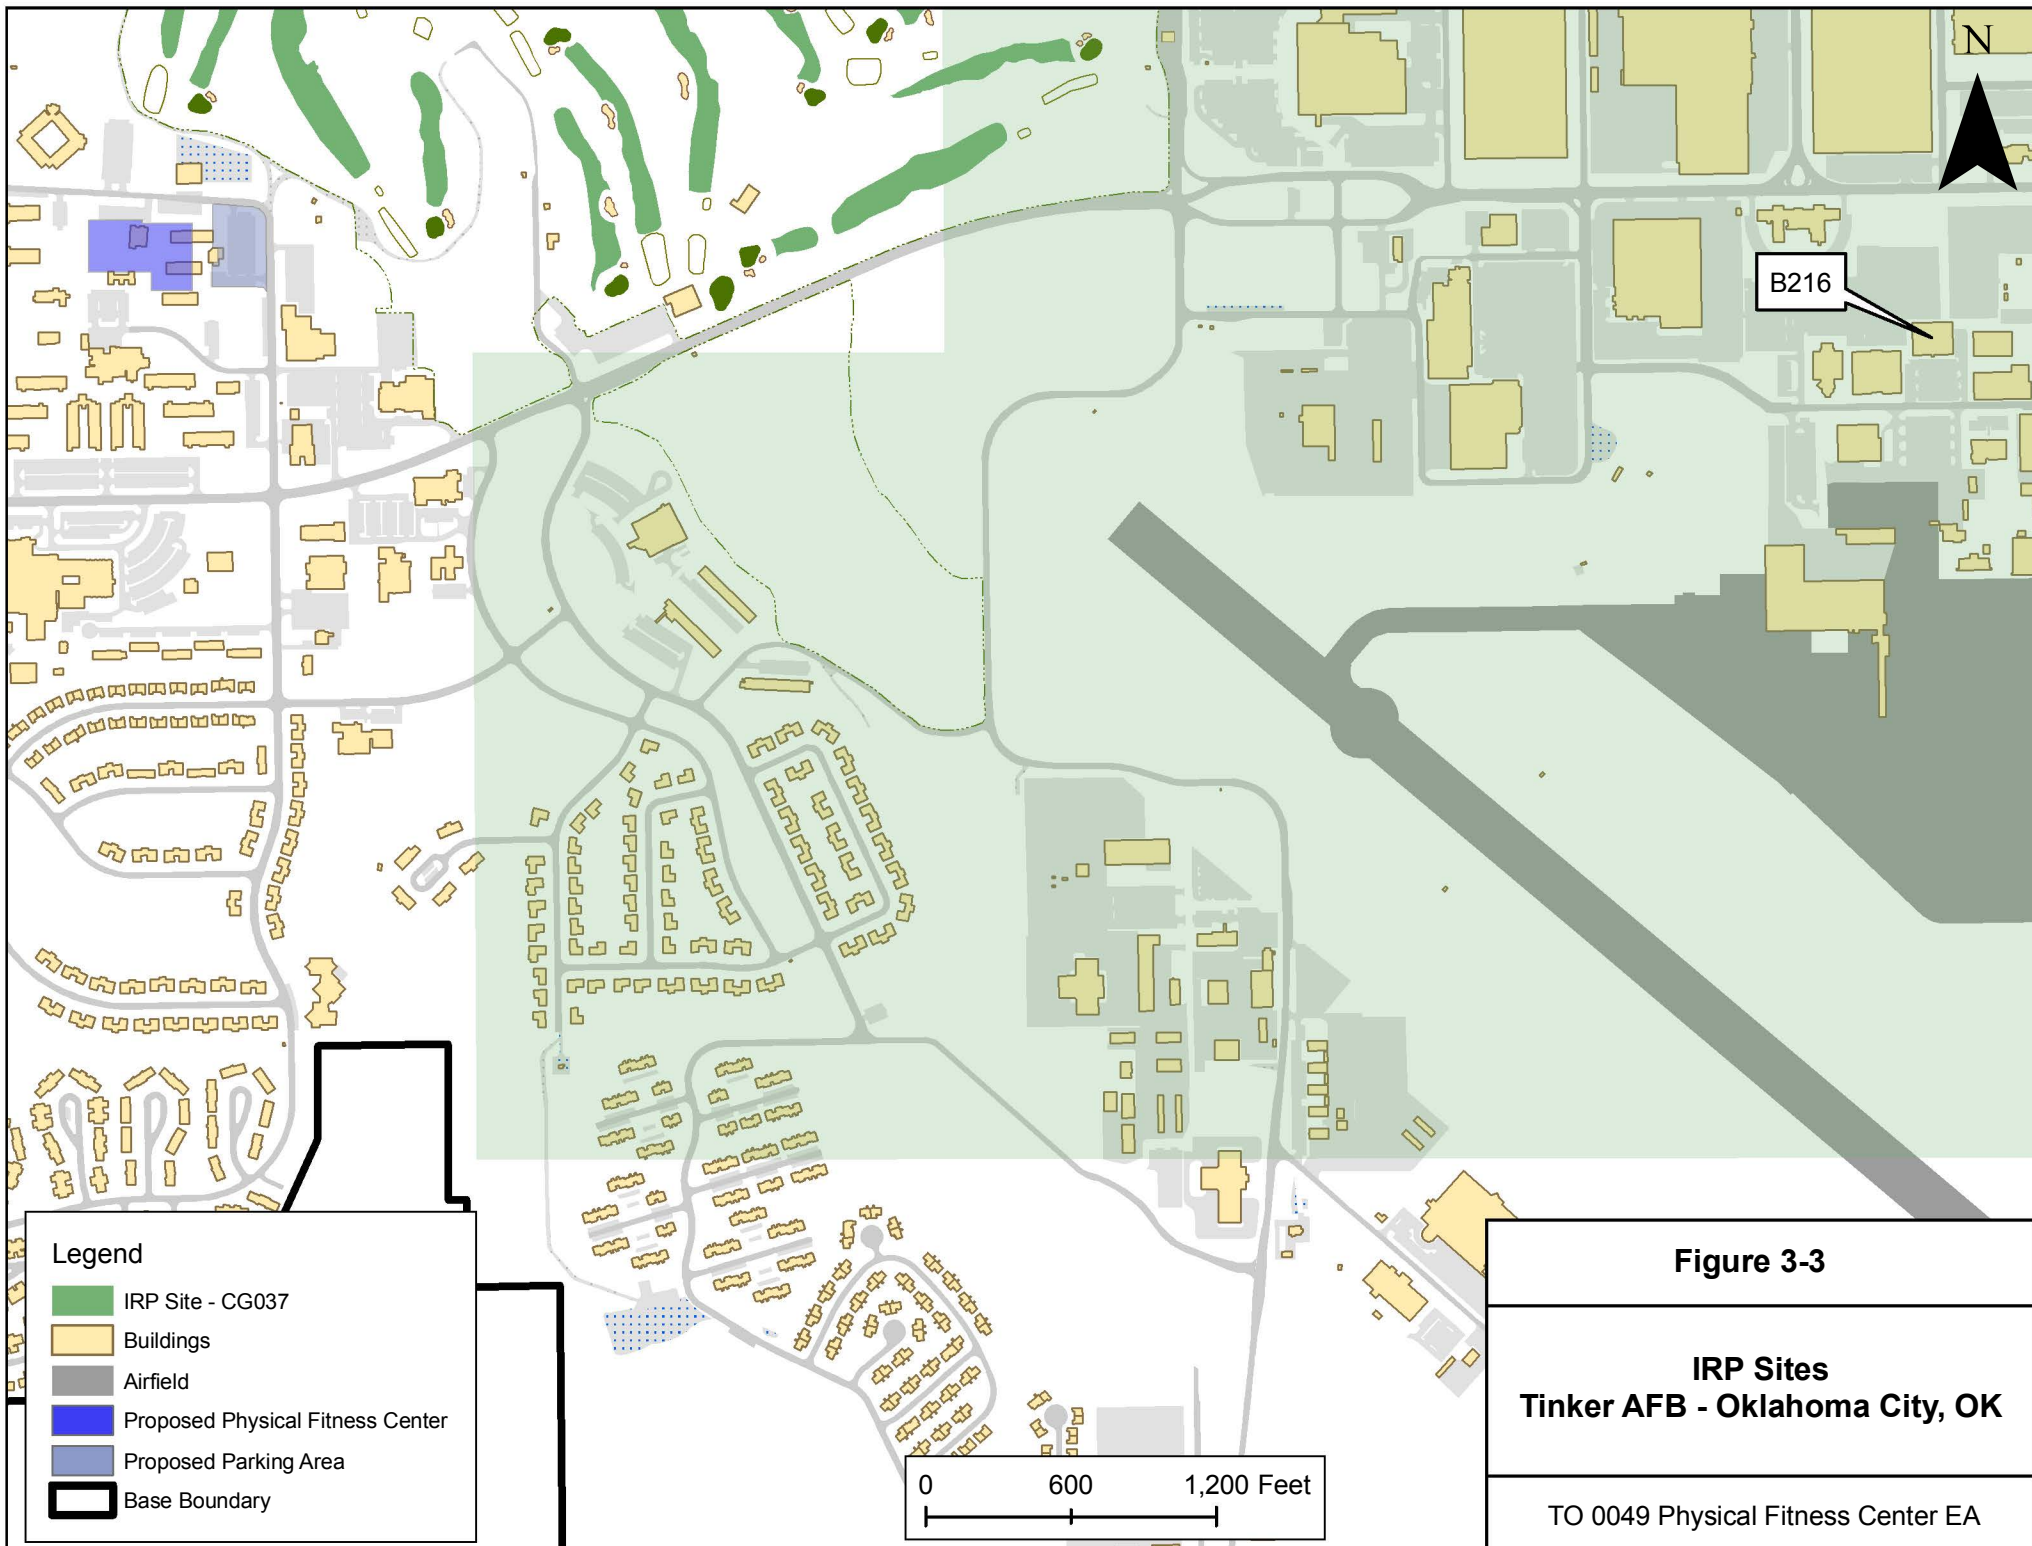 N
B216
Legend
IRP Site - CG037
Buildings
Airfield
Proposed Physical Fitness Center
Proposed Parking Area
Base Boundary
0 600 1,200 Feet
Figure 3-3
IRP Sites
Tinker AFB - Oklahoma City, OK
TO 0049 Physical Fitness Center EA